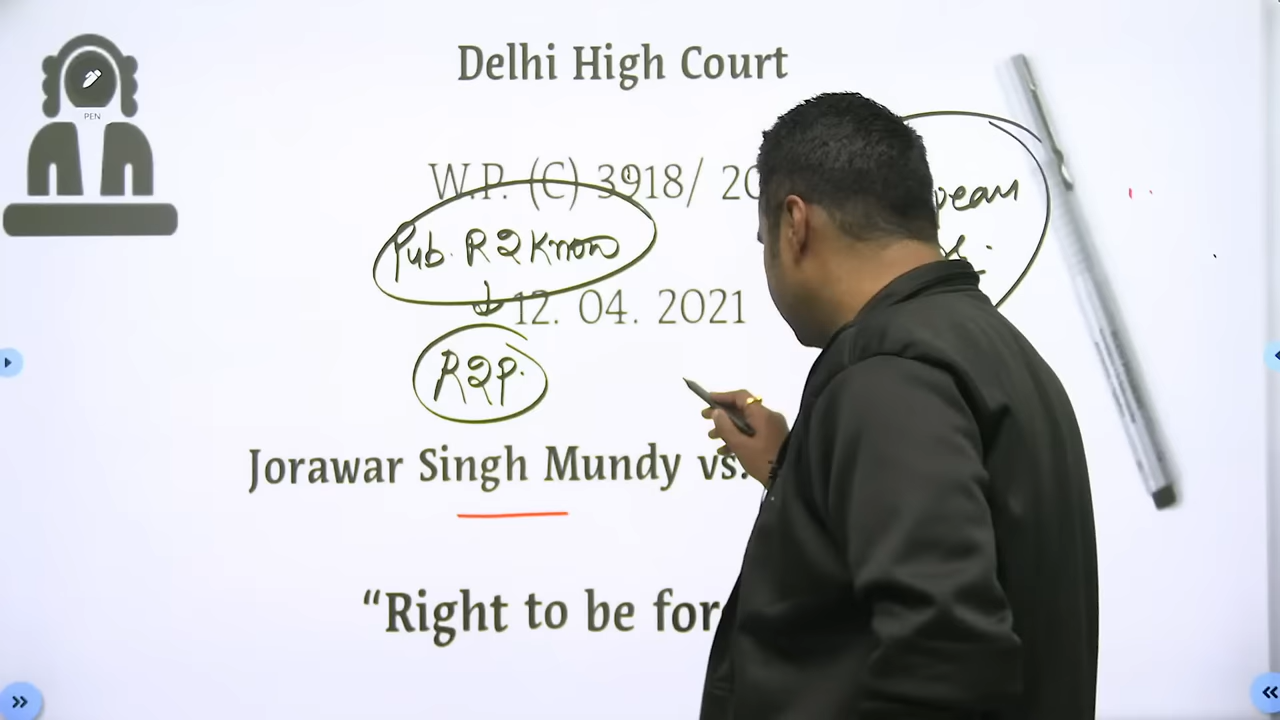 Delhi High Court
PEN
W.P. (C) 3918/ 20
Pub. R2Know
12. 04. 2021
R2P.
Jorawar Singh Mundy vs.
“Right to be for